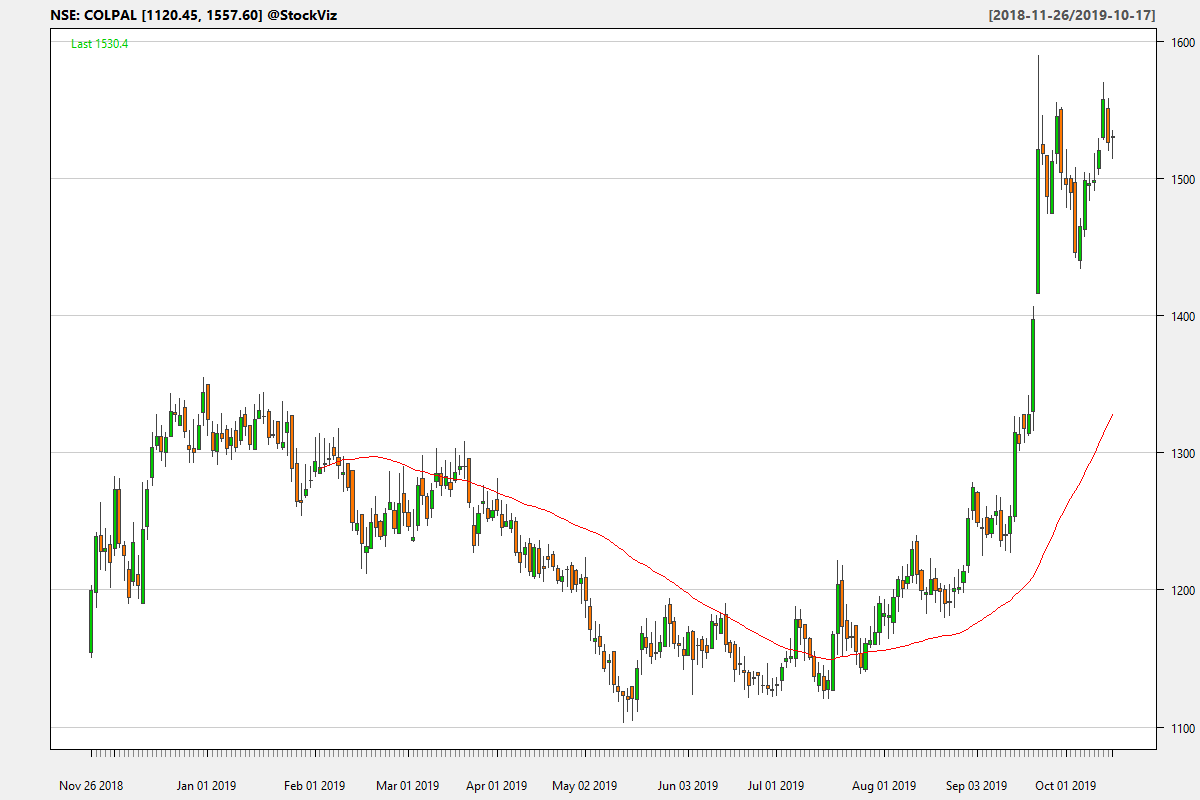 NSE: COLPAL [1120.45, 1557.60] @StockViz [2018-11-26/2019-10-17]
Last 1530.4
1600
1500
1400
1300
1200
1100
Nov 26 2018 Jan 01 2019 Feb 01 2019 Mar 01 2019 Apr 01 2019 May 02 2019 Jun 03 2019 Jul 01 2019 Aug 01 2019 Sep 03 2019 Oct 01 2019